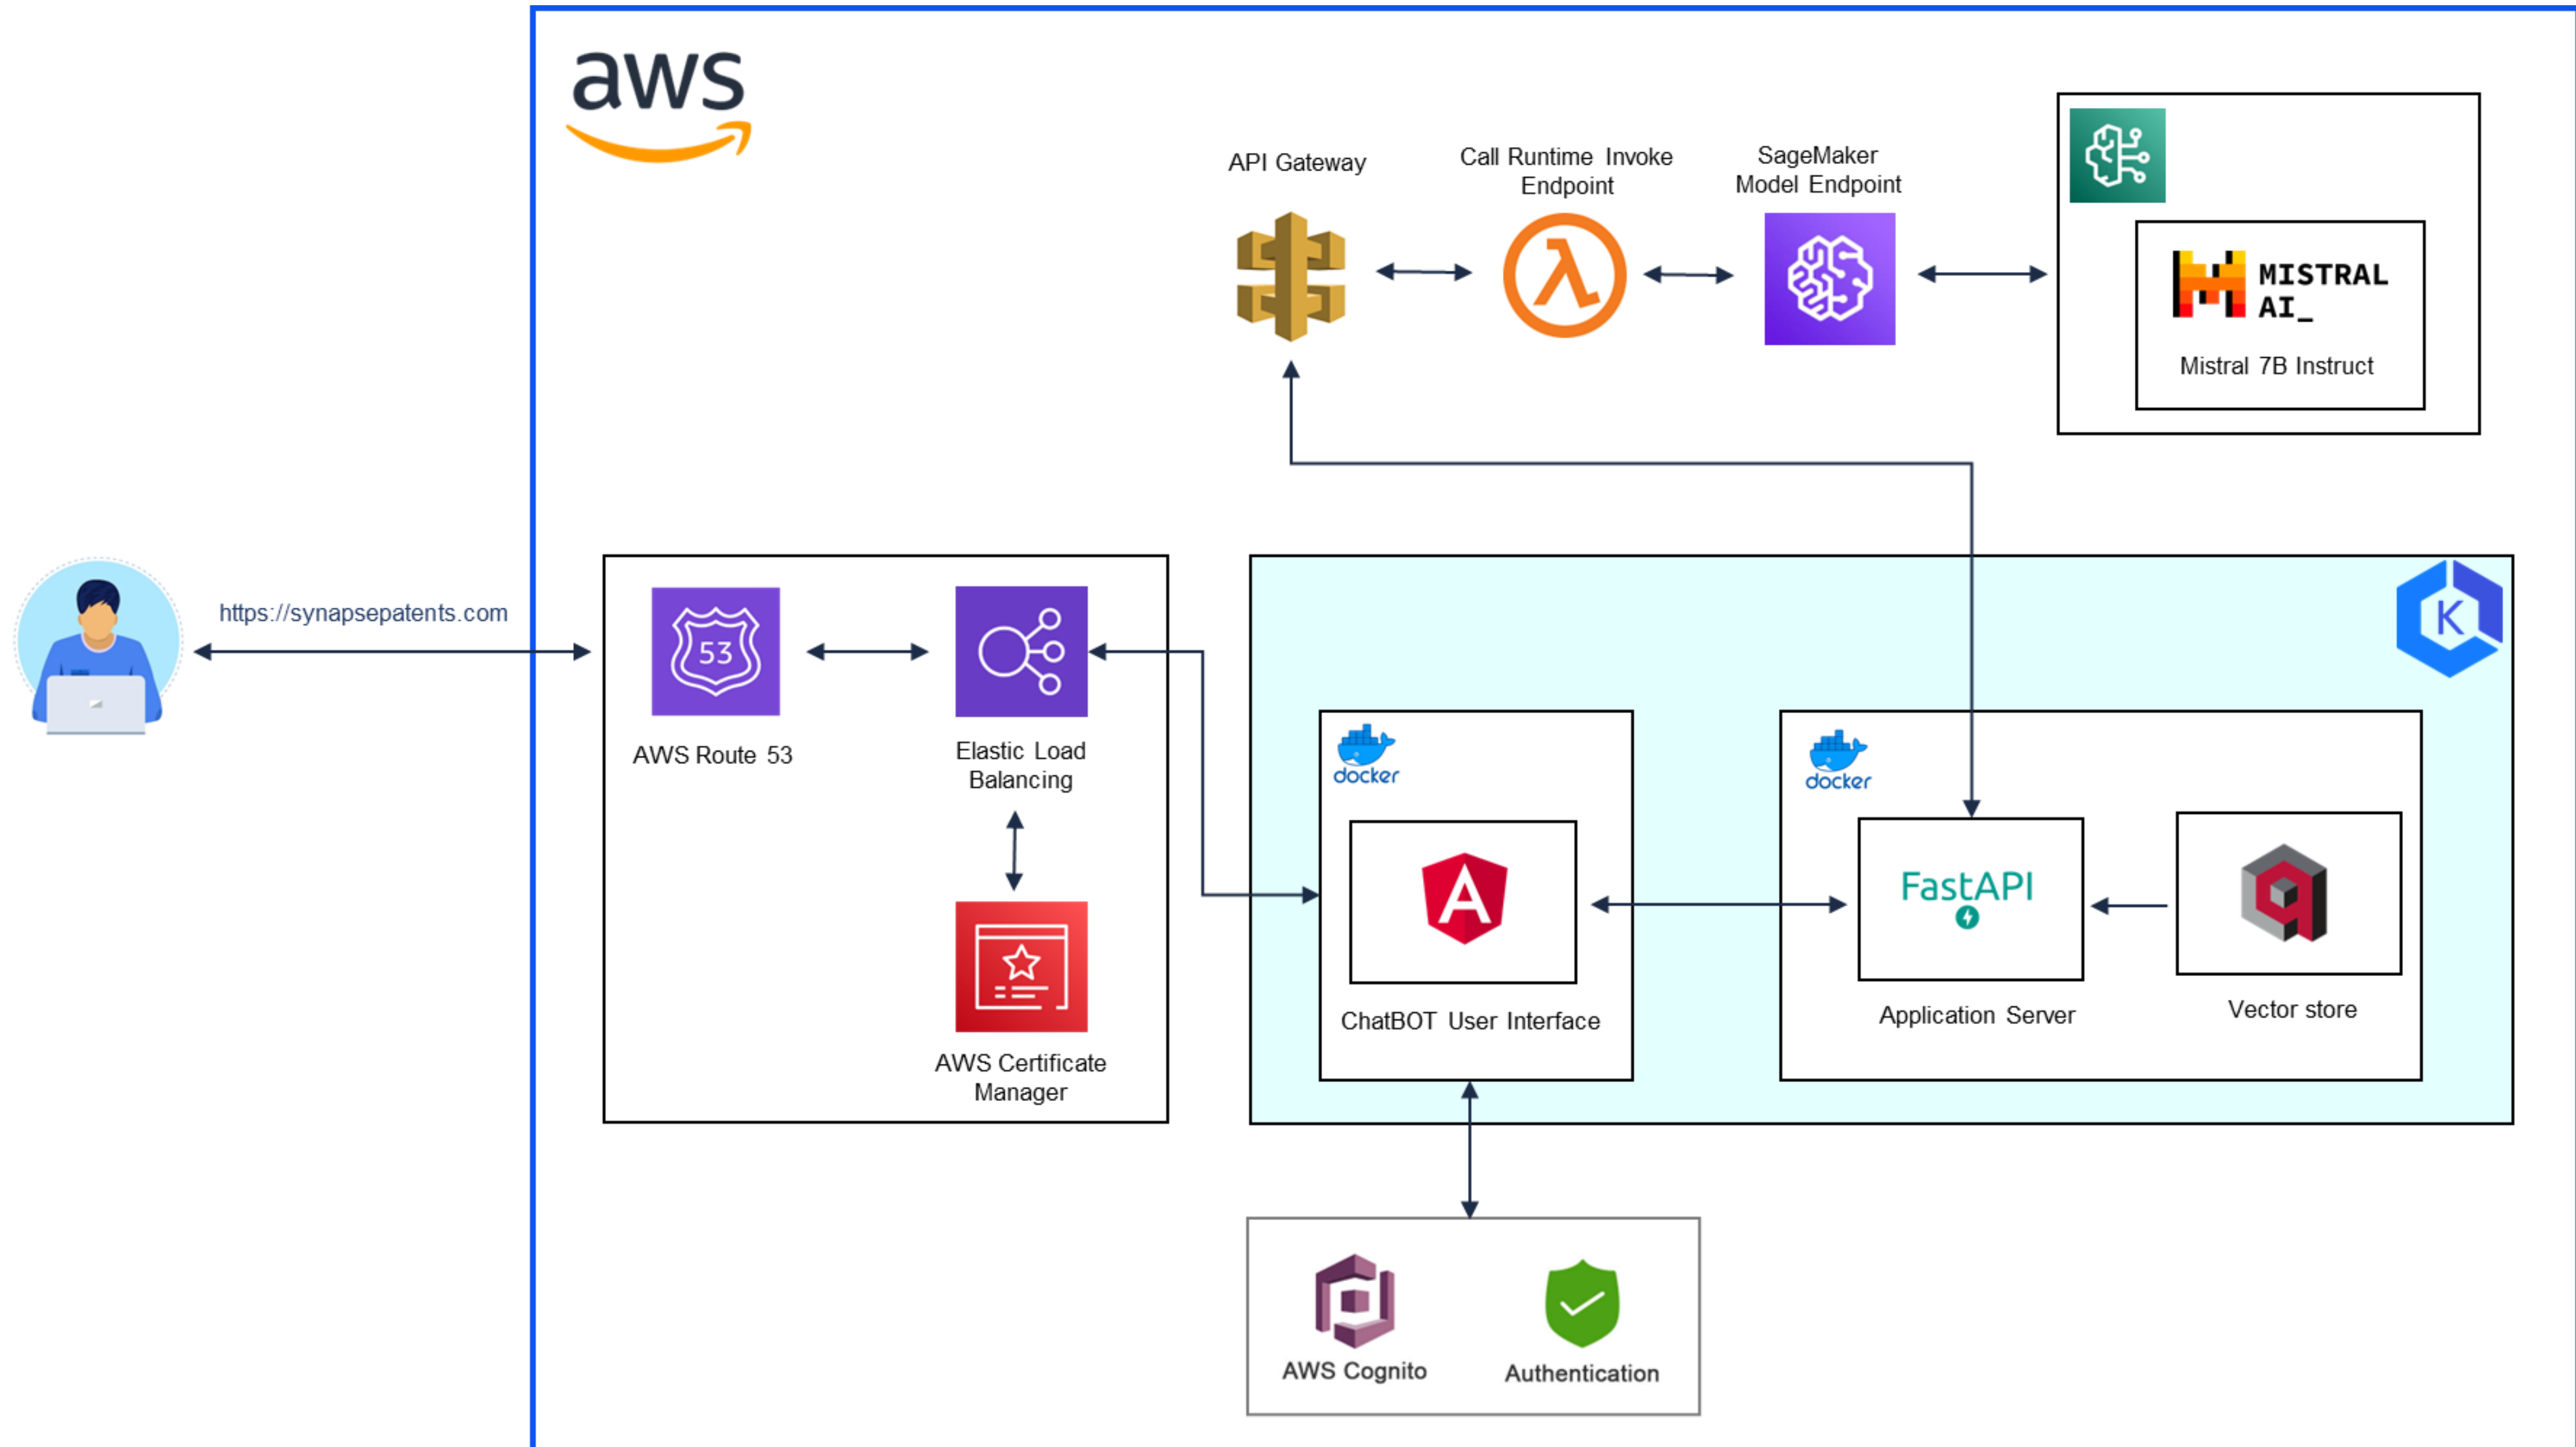 aws
API Gateway
Call Runtime Invoke
Endpoint
SageMaker
Model Endpoint
MISTRAL
AI_
Mistral 7B Instruct
https://synapsepatents.com
53
AWS Route 53
Elastic Load
Balancing
AWS Certificate
Manager
K
docker
A
ChatBOT User Interface
docker
FastAPI
Application Server
Vector store
AWS Cognito
Authentication